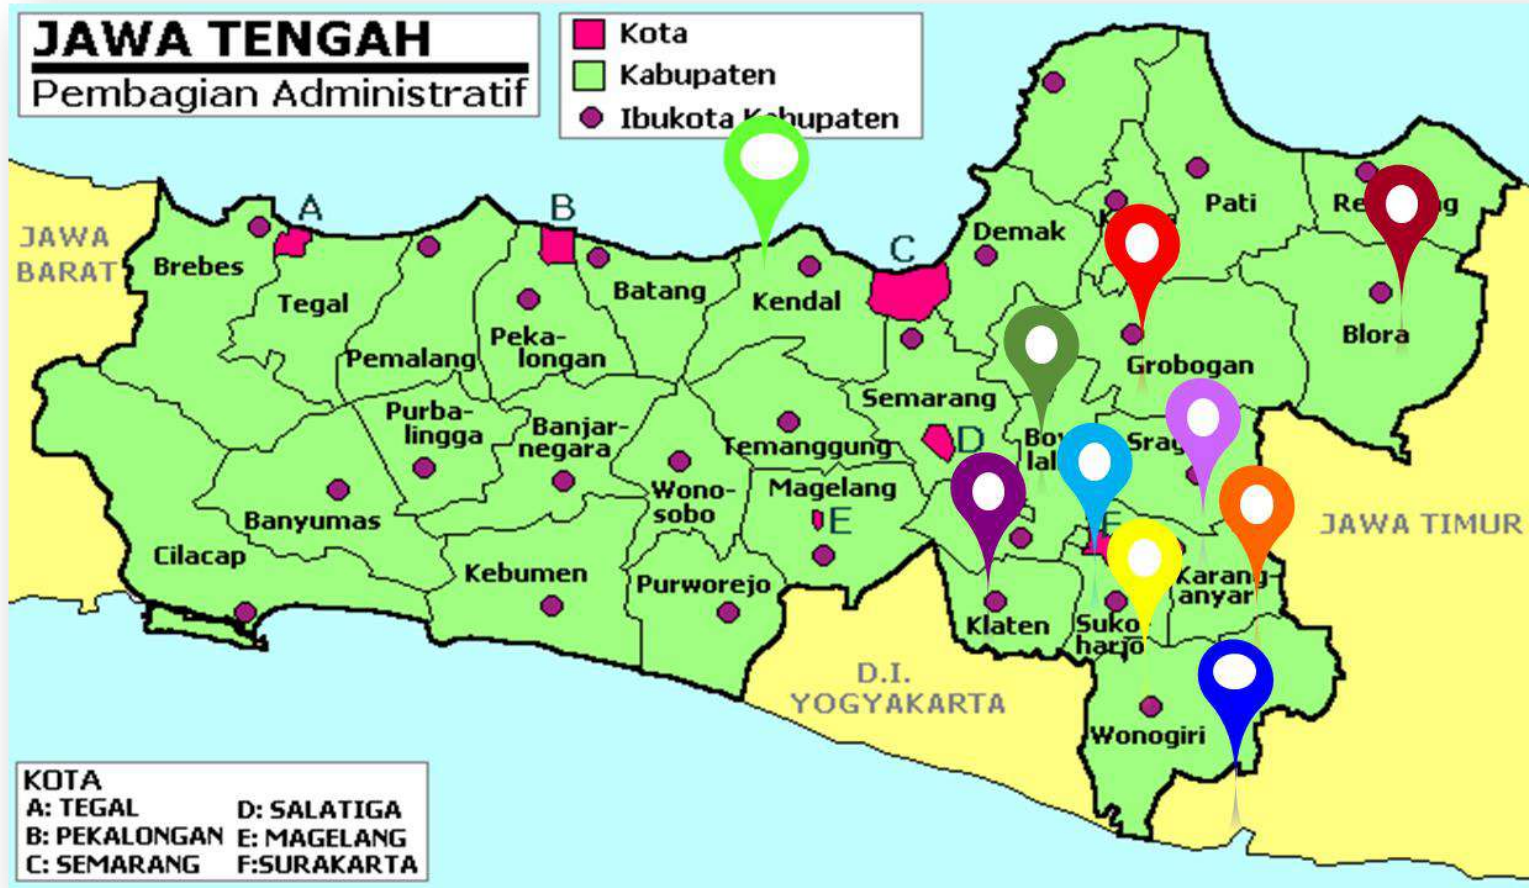 JAWA TENGAH
Pembagian Administratif
Kota
Kabupaten
Ibukota Kabupaten
A
B
C
JAWA
BARAT
Brebes
Tegal
Pemalang
Peka-
longan
Batang
Kendal
Demak
Pati
Blora
Grobogan
Semarang
D
Purba-
lingga
Banjar-
negara
Temanggung
Wono-
sobo
Magelang
E
Banyumas
Cilacap
Kebumen
Purworejo
Klaten
Suko-
harjo
Karang-
anyar
Wonogiri
JAWA TIMUR
D.I.
YOGYAKARTA
KOTA
A: TEGAL
B: PEKALONGAN
C: SEMARANG
D: SALATIGA
E: MAGELANG
F:SURAKARTA